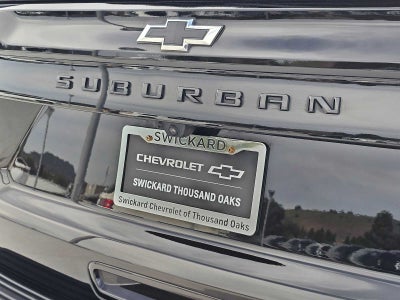 SUBURBAN
SWICKARD
CHEVROLET
SWICKARD THOUSAND OAKS
Swickard Chevrolet of Thousand Oaks